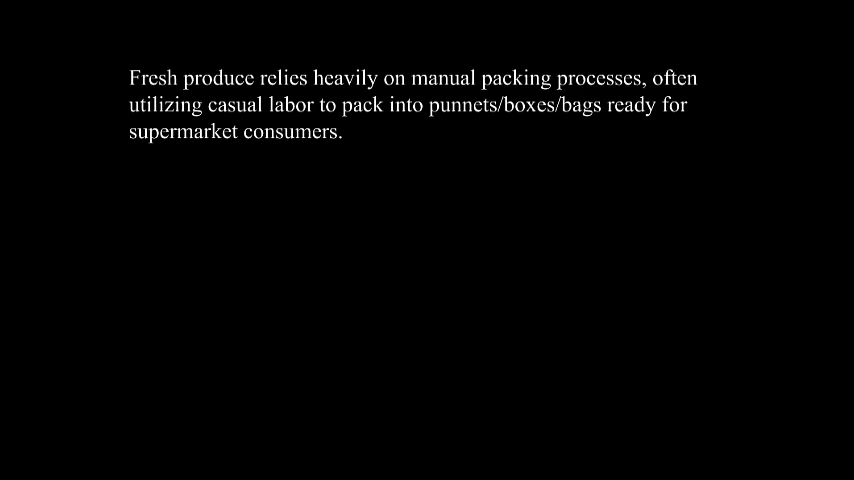 Fresh produce relies heavily on manual packing processes, often
utilizing casual labor to pack into punnets/boxes/bags ready for
supermarket consumers.